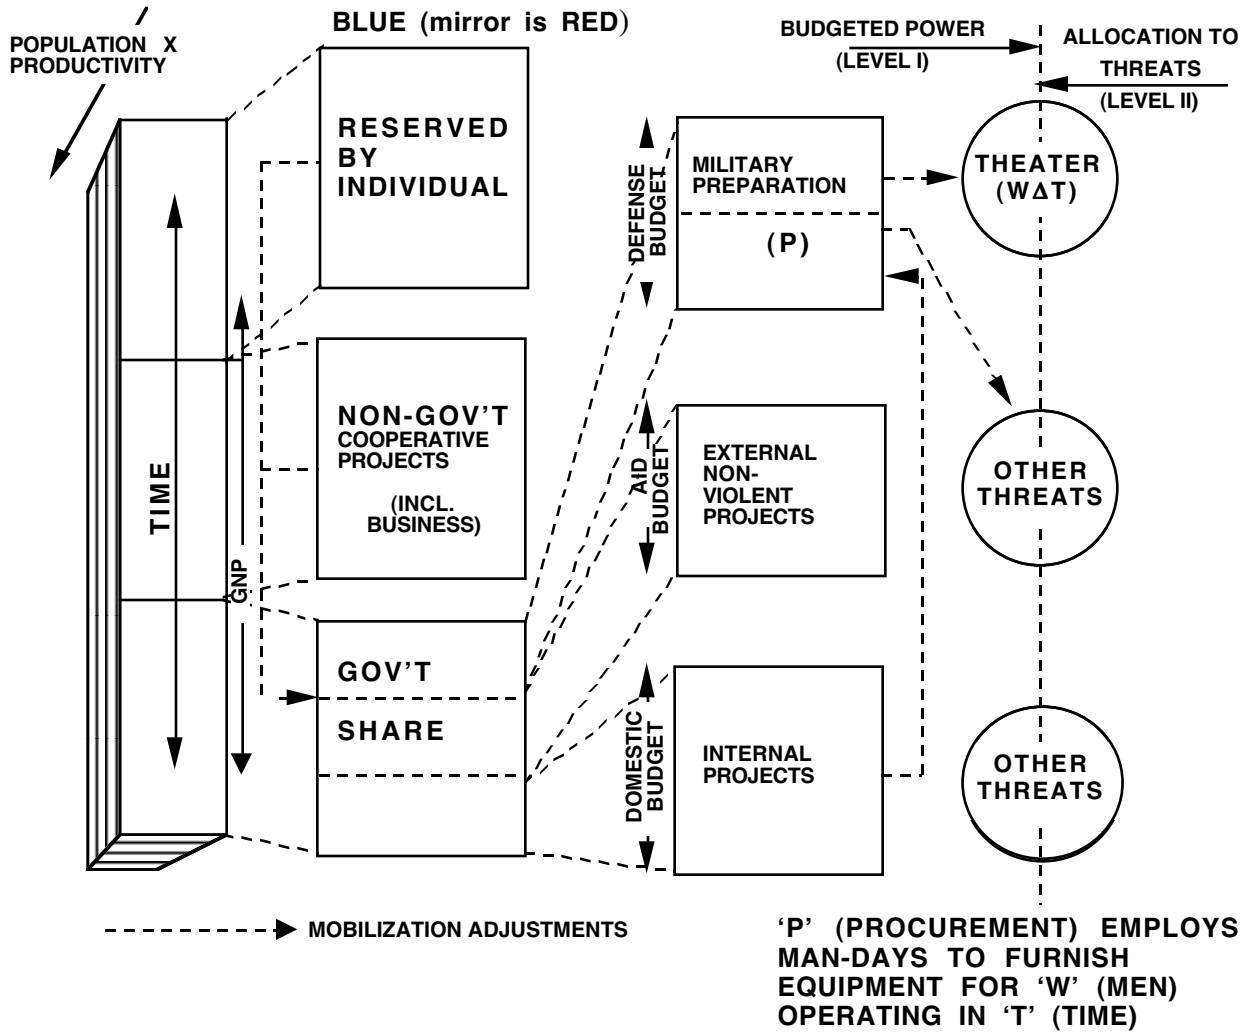 BLUE (mirror is RED)
POPULATION X
PRODUCTIVITY
BUDGETED POWER
(LEVEL I)
ALLOCATION TO
THREATS
(LEVEL II)
RESERVED
BY
INDIVIDUAL
DEFENSE
BUDGET
MILITARY
PREPARATION
(P)
THEATER
(WΔT)
TIME
GNP
NON-GOV'T
COOPERATIVE
PROJECTS
(INCL.
BUSINESS)
AID
BUDGET
EXTERNAL
NON-
VIOLENT
PROJECTS
OTHER
THREATS
GOV'T
SHARE
DOMESTIC
BUDGET
INTERNAL
PROJECTS
OTHER
THREATS
MOBILIZATION ADJUSTMENTS
‘P’ (PROCUREMENT) EMPLOYS
MAN-DAYS TO FURNISH
EQUIPMENT FOR ‘W’ (MEN)
OPERATING IN ‘T’ (TIME)